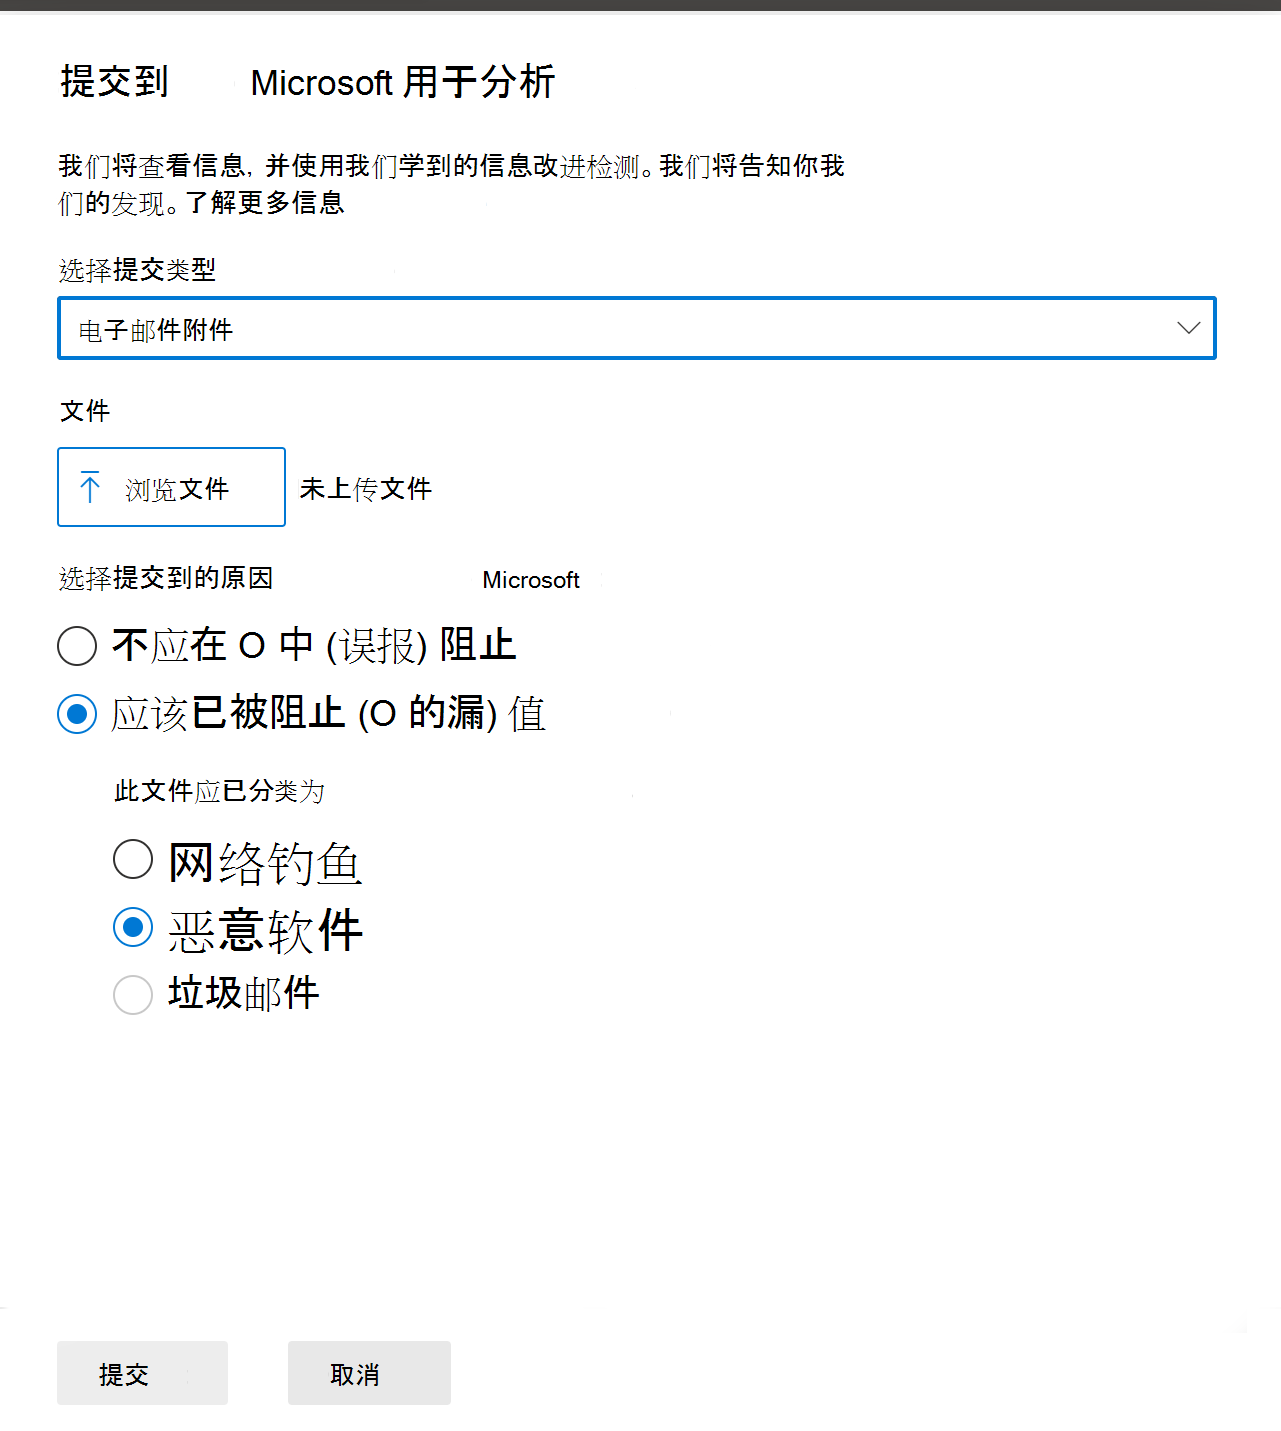 提交到 Microsoft 用于分析
我们将查看信息, 并使用我们学到的信息改进检测。我们将告知你我
们的发现。了解更多信息
选择提交类型
电子邮件附件
文件
浏览文件 未上传文件
选择提交到的原因 Microsoft
不应在 O 中 (误报) 阻止
应该已被阻止 (O 的漏) 值
此文件应已分类为
网络钓鱼
恶意软件
垃圾邮件
提交 取消